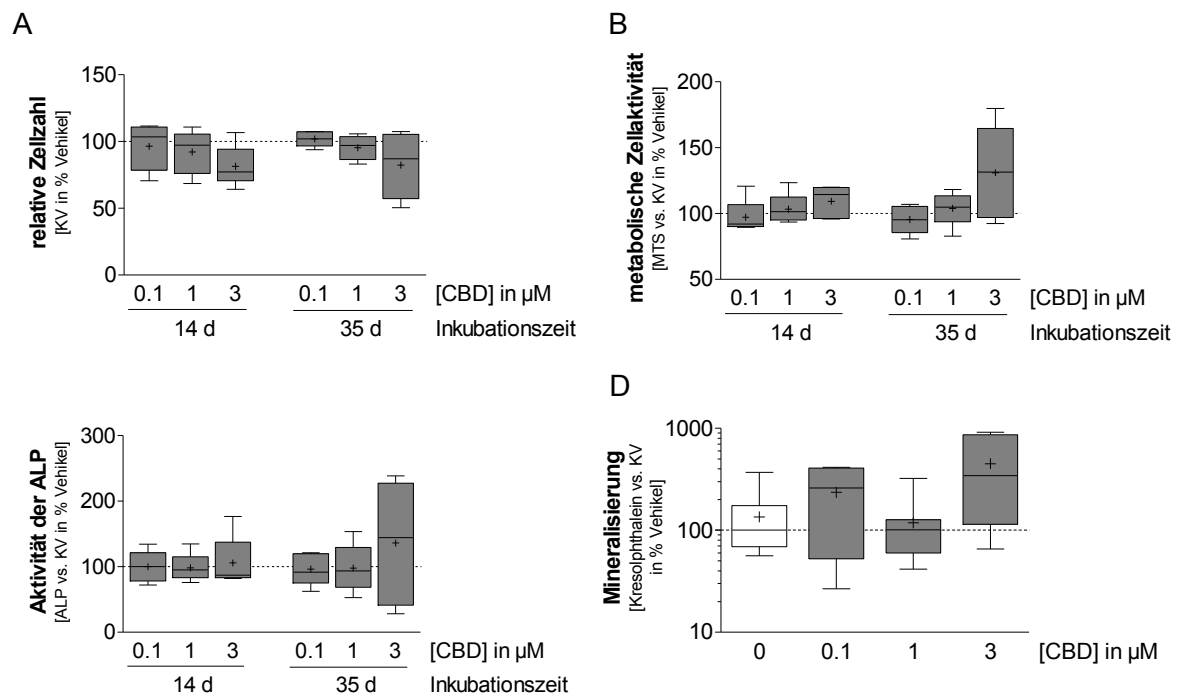 A
relative Zellzahl
[KV in % Vehikel]
150
100
50
0
0.1 1 3 0.1 1 3 [CBD] in µM
14 d 35 d Inkubationszeit
B
metabolische Zellaktivität
[MTS vs. KV in % Vehikel]
200
150
100
50
0.1 1 3 0.1 1 3 [CBD] in µM
14 d 35 d Inkubationszeit
Aktivität der ALP
[ALP vs. KV in % Vehikel]
300
200
100
0
0.1 1 3 0.1 1 3 [CBD] in µM
14 d 35 d Inkubationszeit
D
Mineralisierung
[Kresolphthalein vs. KV
in % Vehikel]
1000
100
10
0 0.1 1 3 [CBD] in µM